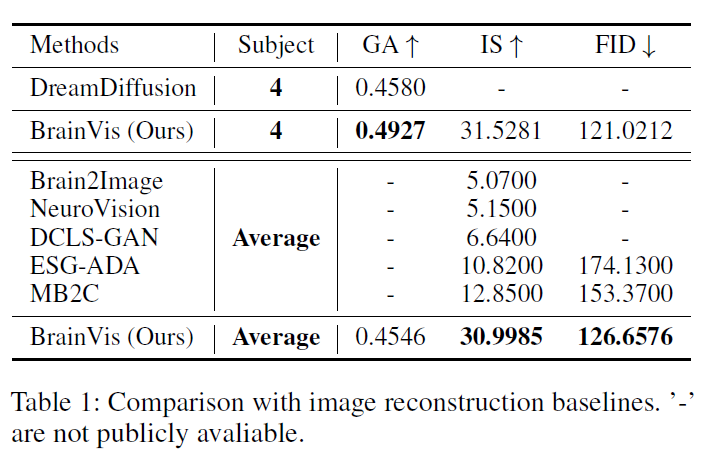 Methods Subject GA ↑ IS ↑ FID ↓
DreamDiffusion 4 0.4580 - -
BrainVis (Ours) 4 0.4927 31.5281 121.0212
Brain2Image - 5.0700 -
NeuroVision - 5.1500 -
DCLS-GAN Average - 6.6400 -
ESG-ADA - 10.8200 174.1300
MB2C - 12.8500 153.3700
BrainVis (Ours) Average 0.4546 30.9985 126.6576
Table 1: Comparison with image reconstruction baselines. ’-’
are not publicly avaliable.